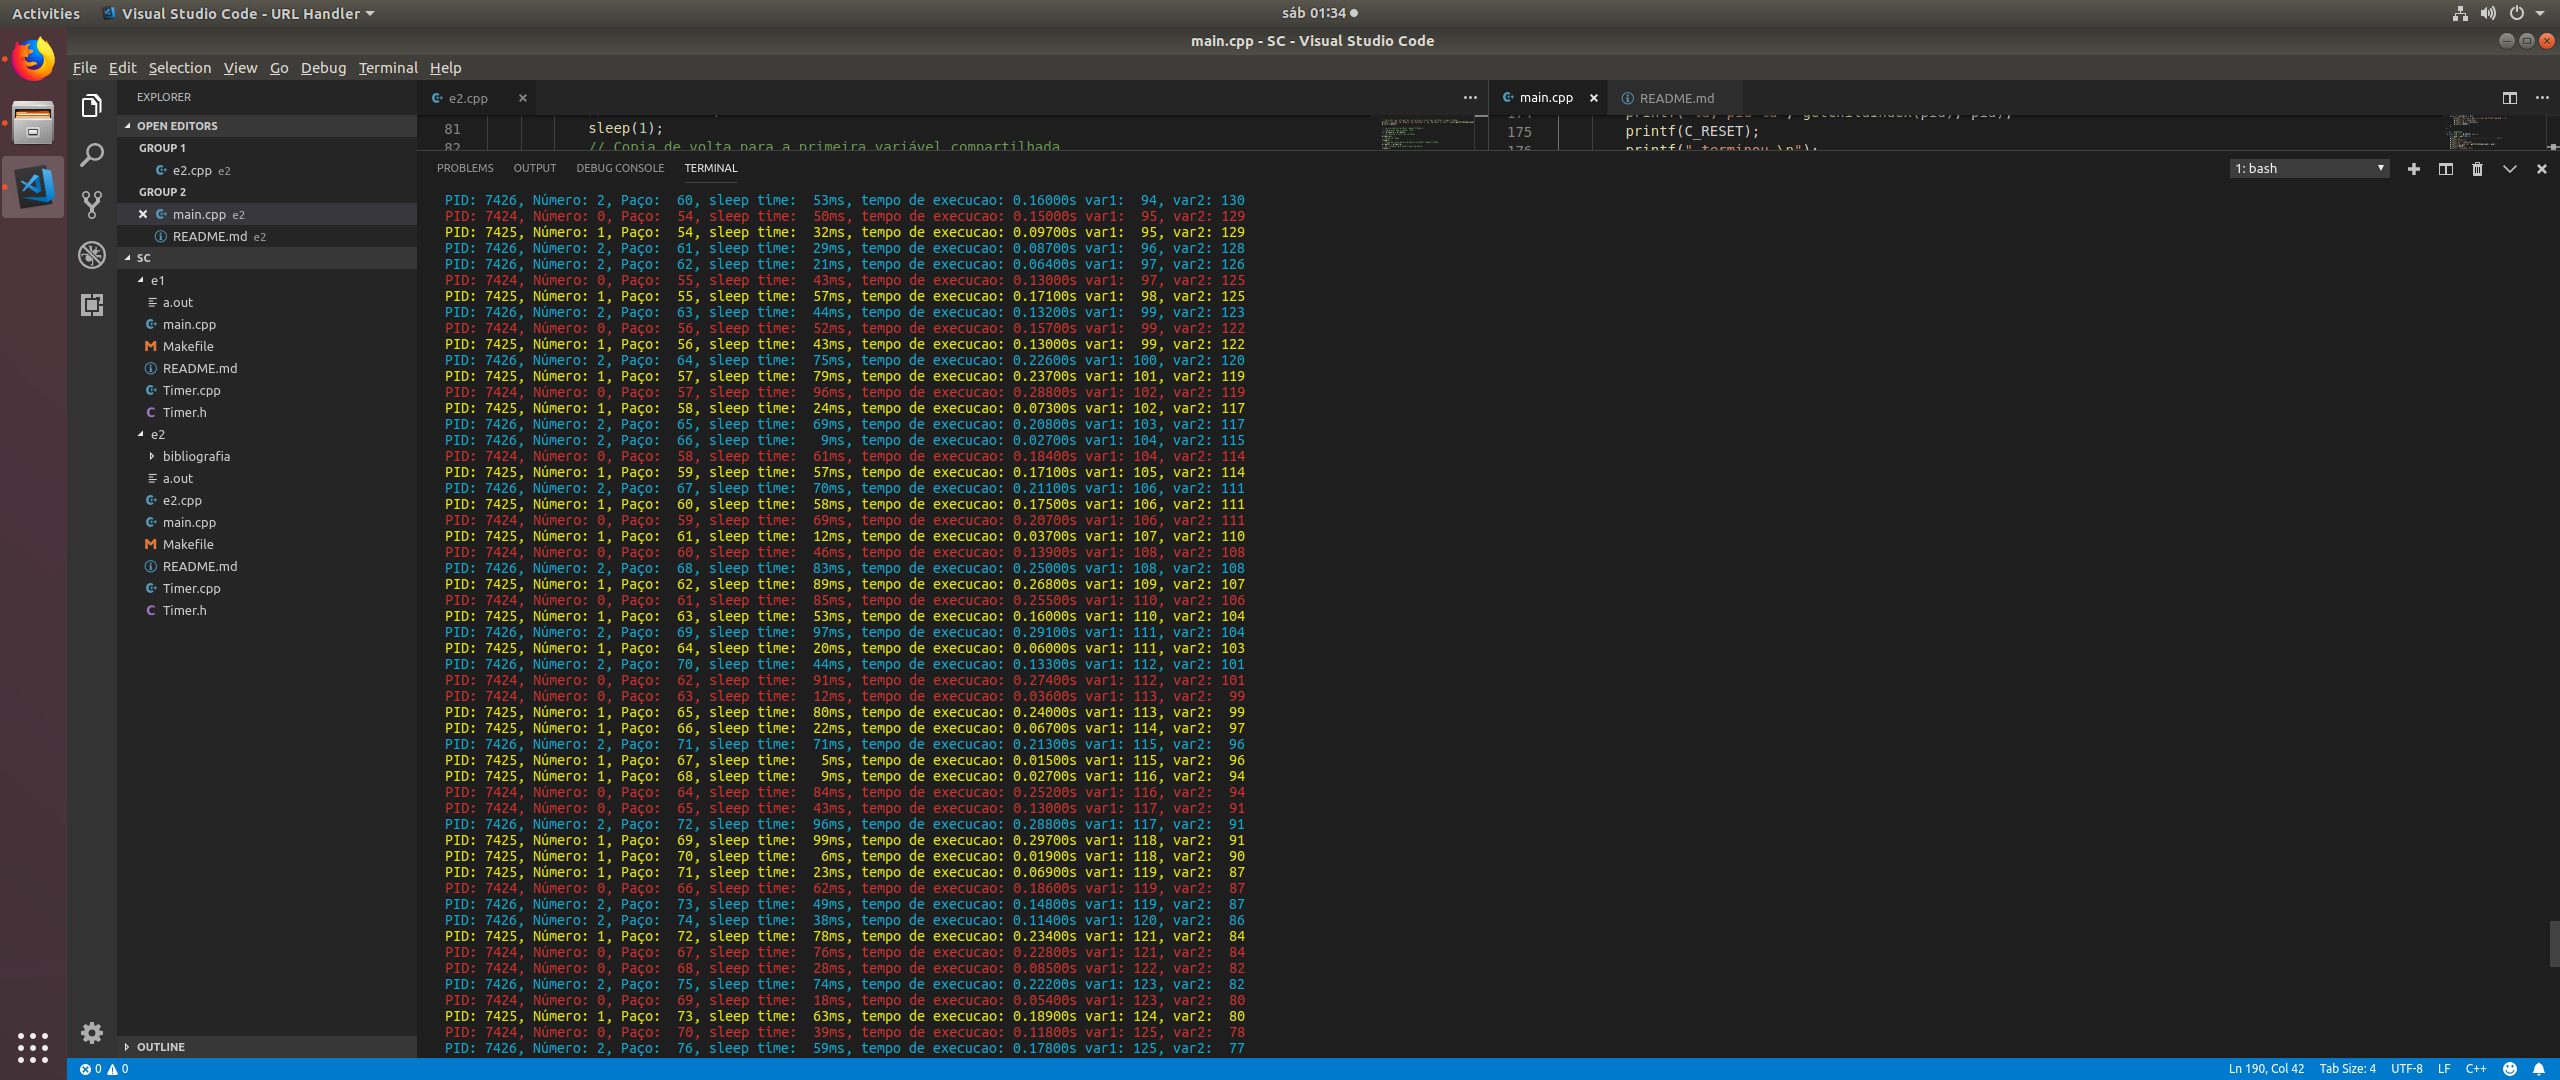 Activities
Visual Studio Code - URL Handler
sáb 01:34
main.cpp - SC - Visual Studio Code
File Edit Selection View Go Debug Terminal Help
EXPLORER
OPEN EDITORS
GROUP 1
e2.cpp e2
GROUP 2
main.cpp e2
README.md e2
SC
e1
a.out
main.cpp
Makefile
README.md
Timer.cpp
Timer.h
e2
bibliografia
a.out
e2.cpp
main.cpp
Makefile
README.md
Timer.cpp
Timer.h
OUTLINE
e2.cpp
81 sleep(1);
82 // Copia de volta para a primeira variável compartilhada
main.cpp README.md
175 printf(C_RESET);
176 printf(" terminou.\n");
PROBLEMS OUTPUT DEBUG CONSOLE TERMINAL
1: bash
PID: 7426, Número: 2, Paço:  60, sleep time:  53ms, tempo de execucao: 0.16000s var1:  94, var2: 130
PID: 7424, Número: 0, Paço:  54, sleep time:  50ms, tempo de execucao: 0.15000s var1:  95, var2: 129
PID: 7425, Número: 1, Paço:  54, sleep time:  32ms, tempo de execucao: 0.09700s var1:  95, var2: 129
PID: 7426, Número: 2, Paço:  61, sleep time:  29ms, tempo de execucao: 0.08700s var1:  96, var2: 128
PID: 7426, Número: 2, Paço:  62, sleep time:  21ms, tempo de execucao: 0.06400s var1:  97, var2: 126
PID: 7424, Número: 0, Paço:  55, sleep time:  43ms, tempo de execucao: 0.13000s var1:  97, var2: 125
PID: 7425, Número: 1, Paço:  55, sleep time:  57ms, tempo de execucao: 0.17100s var1:  98, var2: 125
PID: 7426, Número: 2, Paço:  63, sleep time:  44ms, tempo de execucao: 0.13200s var1:  99, var2: 123
PID: 7424, Número: 0, Paço:  56, sleep time:  52ms, tempo de execucao: 0.15700s var1:  99, var2: 122
PID: 7425, Número: 1, Paço:  56, sleep time:  43ms, tempo de execucao: 0.13000s var1:  99, var2: 122
PID: 7426, Número: 2, Paço:  64, sleep time:  75ms, tempo de execucao: 0.22600s var1: 100, var2: 120
PID: 7425, Número: 1, Paço:  57, sleep time:  79ms, tempo de execucao: 0.23700s var1: 101, var2: 119
PID: 7424, Número: 0, Paço:  57, sleep time:  96ms, tempo de execucao: 0.28800s var1: 102, var2: 119
PID: 7425, Número: 1, Paço:  58, sleep time:  24ms, tempo de execucao: 0.07300s var1: 102, var2: 117
PID: 7426, Número: 2, Paço:  65, sleep time:  69ms, tempo de execucao: 0.20800s var1: 103, var2: 117
PID: 7426, Número: 2, Paço:  66, sleep time:   9ms, tempo de execucao: 0.02700s var1: 104, var2: 115
PID: 7424, Número: 0, Paço:  58, sleep time:  61ms, tempo de execucao: 0.18400s var1: 104, var2: 114
PID: 7425, Número: 1, Paço:  59, sleep time:  57ms, tempo de execucao: 0.17100s var1: 105, var2: 114
PID: 7426, Número: 2, Paço:  67, sleep time:  70ms, tempo de execucao: 0.21100s var1: 106, var2: 111
PID: 7425, Número: 1, Paço:  60, sleep time:  58ms, tempo de execucao: 0.17500s var1: 106, var2: 111
PID: 7424, Número: 0, Paço:  59, sleep time:  69ms, tempo de execucao: 0.20700s var1: 106, var2: 111
PID: 7425, Número: 1, Paço:  61, sleep time:  12ms, tempo de execucao: 0.03700s var1: 107, var2: 110
PID: 7424, Número: 0, Paço:  60, sleep time:  46ms, tempo de execucao: 0.13900s var1: 108, var2: 108
PID: 7426, Número: 2, Paço:  68, sleep time:  83ms, tempo de execucao: 0.25000s var1: 108, var2: 108
PID: 7425, Número: 1, Paço:  62, sleep time:  89ms, tempo de execucao: 0.26800s var1: 109, var2: 107
PID: 7424, Número: 0, Paço:  61, sleep time:  85ms, tempo de execucao: 0.25500s var1: 110, var2: 106
PID: 7425, Número: 1, Paço:  63, sleep time:  53ms, tempo de execucao: 0.16000s var1: 110, var2: 104
PID: 7426, Número: 2, Paço:  69, sleep time:  97ms, tempo de execucao: 0.29100s var1: 111, var2: 104
PID: 7425, Número: 1, Paço:  64, sleep time:  20ms, tempo de execucao: 0.06000s var1: 111, var2: 103
PID: 7426, Número: 2, Paço:  70, sleep time:  44ms, tempo de execucao: 0.13300s var1: 112, var2: 101
PID: 7424, Número: 0, Paço:  62, sleep time:  91ms, tempo de execucao: 0.27400s var1: 112, var2: 101
PID: 7424, Número: 0, Paço:  63, sleep time:  12ms, tempo de execucao: 0.03600s var1: 113, var2:  99
PID: 7425, Número: 1, Paço:  65, sleep time:  80ms, tempo de execucao: 0.24000s var1: 113, var2:  99
PID: 7425, Número: 1, Paço:  66, sleep time:  22ms, tempo de execucao: 0.06700s var1: 114, var2:  97
PID: 7426, Número: 2, Paço:  71, sleep time:  71ms, tempo de execucao: 0.21300s var1: 115, var2:  96
PID: 7425, Número: 1, Paço:  67, sleep time:   5ms, tempo de execucao: 0.01500s var1: 115, var2:  96
PID: 7425, Número: 1, Paço:  68, sleep time:   9ms, tempo de execucao: 0.02700s var1: 116, var2:  94
PID: 7424, Número: 0, Paço:  64, sleep time:  84ms, tempo de execucao: 0.25200s var1: 116, var2:  94
PID: 7424, Número: 0, Paço:  65, sleep time:  43ms, tempo de execucao: 0.13000s var1: 117, var2:  91
PID: 7426, Número: 2, Paço:  72, sleep time:  96ms, tempo de execucao: 0.28800s var1: 117, var2:  91
PID: 7425, Número: 1, Paço:  69, sleep time:  99ms, tempo de execucao: 0.29700s var1: 118, var2:  91
PID: 7425, Número: 1, Paço:  70, sleep time:   6ms, tempo de execucao: 0.01900s var1: 118, var2:  90
PID: 7425, Número: 1, Paço:  71, sleep time:  23ms, tempo de execucao: 0.06900s var1: 119, var2:  87
PID: 7424, Número: 0, Paço:  66, sleep time:  62ms, tempo de execucao: 0.18600s var1: 119, var2:  87
PID: 7426, Número: 2, Paço:  73, sleep time:  49ms, tempo de execucao: 0.14800s var1: 119, var2:  87
PID: 7426, Número: 2, Paço:  74, sleep time:  38ms, tempo de execucao: 0.11400s var1: 120, var2:  86
PID: 7425, Número: 1, Paço:  72, sleep time:  78ms, tempo de execucao: 0.23400s var1: 121, var2:  84
PID: 7424, Número: 0, Paço:  67, sleep time:  76ms, tempo de execucao: 0.22800s var1: 121, var2:  84
PID: 7424, Número: 0, Paço:  68, sleep time:  28ms, tempo de execucao: 0.08500s var1: 122, var2:  82
PID: 7426, Número: 2, Paço:  75, sleep time:  74ms, tempo de execucao: 0.22200s var1: 123, var2:  82
PID: 7424, Número: 0, Paço:  69, sleep time:  18ms, tempo de execucao: 0.05400s var1: 123, var2:  80
PID: 7425, Número: 1, Paço:  73, sleep time:  63ms, tempo de execucao: 0.18900s var1: 124, var2:  80
PID: 7424, Número: 0, Paço:  70, sleep time:  39ms, tempo de execucao: 0.11800s var1: 125, var2:  78
PID: 7426, Número: 2, Paço:  76, sleep time:  59ms, tempo de execucao: 0.17800s var1: 125, var2:  77
0 0
Ln 190, Col 42 Tab Size: 4 UTF-8 LF C++